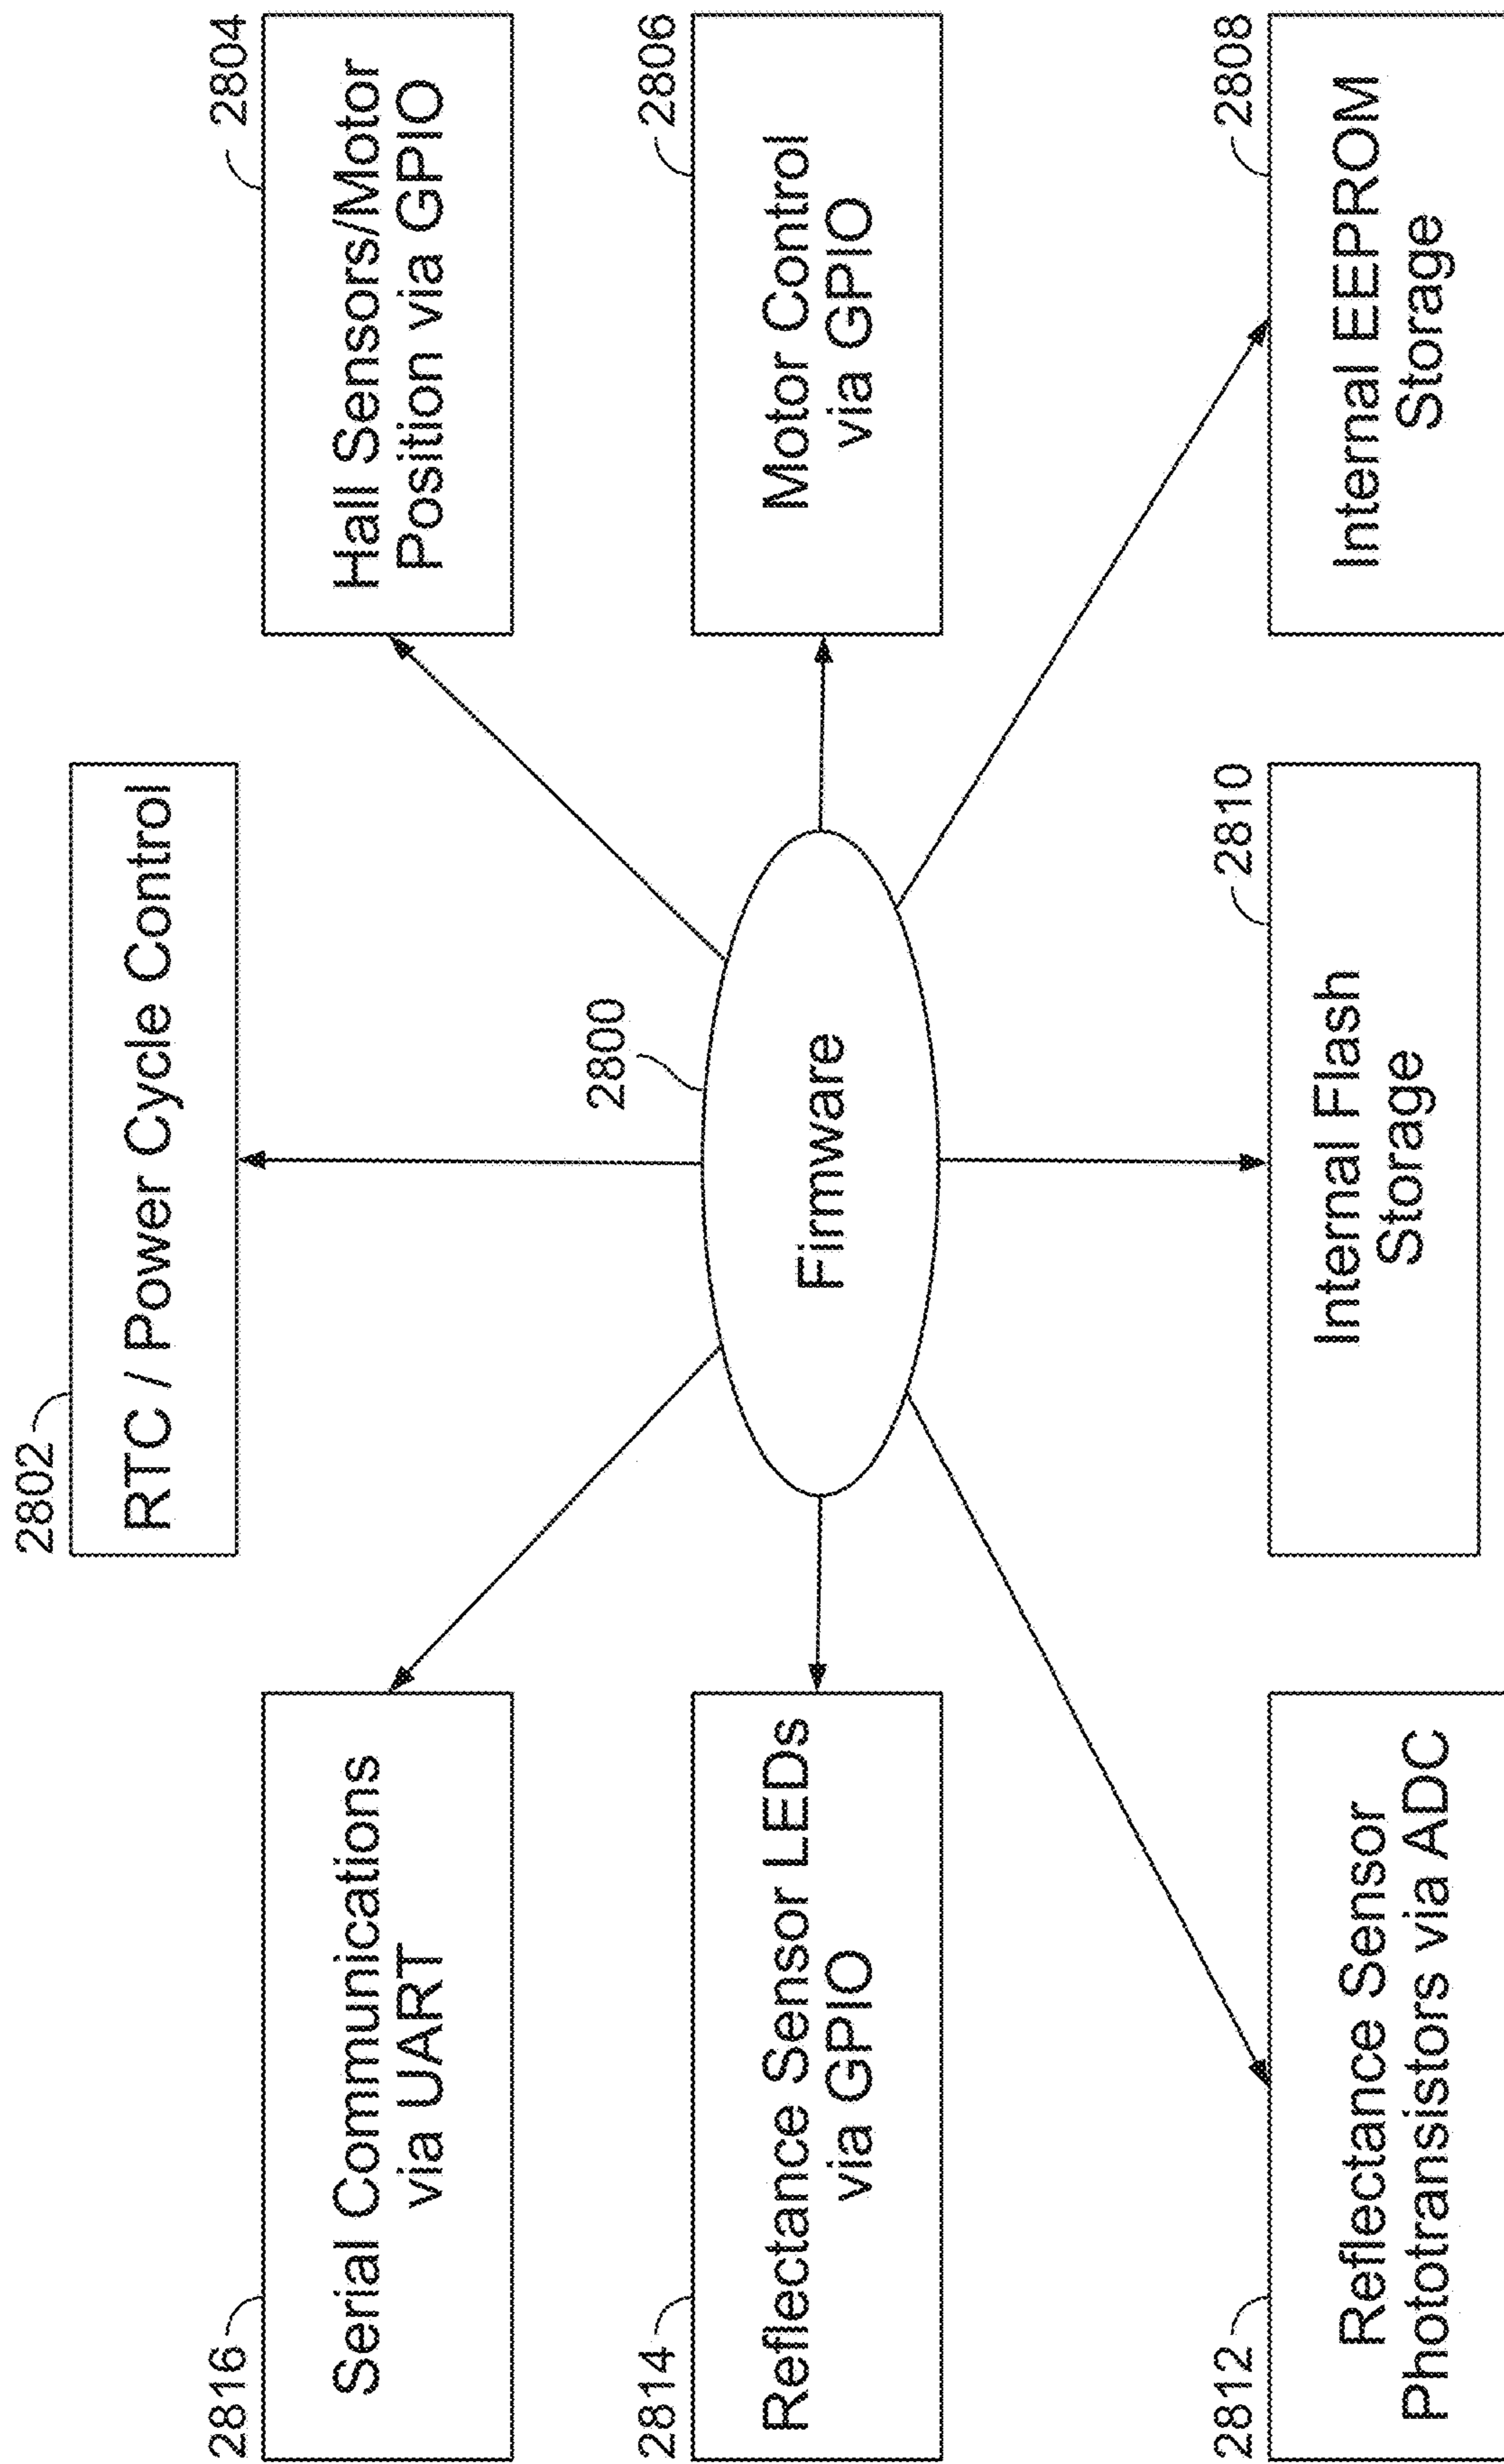 2802
RTC / Power Cycle Control
2816
Serial Communications
via UART
2804
Hall Sensors/Motor
Position via GPIO
2800
Firmware
2814
Reflectance Sensor LEDs
via GPIO
2806
Motor Control
via GPIO
2812
Reflectance Sensor
Phototransistors via ADC
2810
Internal Flash
Storage
2808
Internal EEPROM
Storage